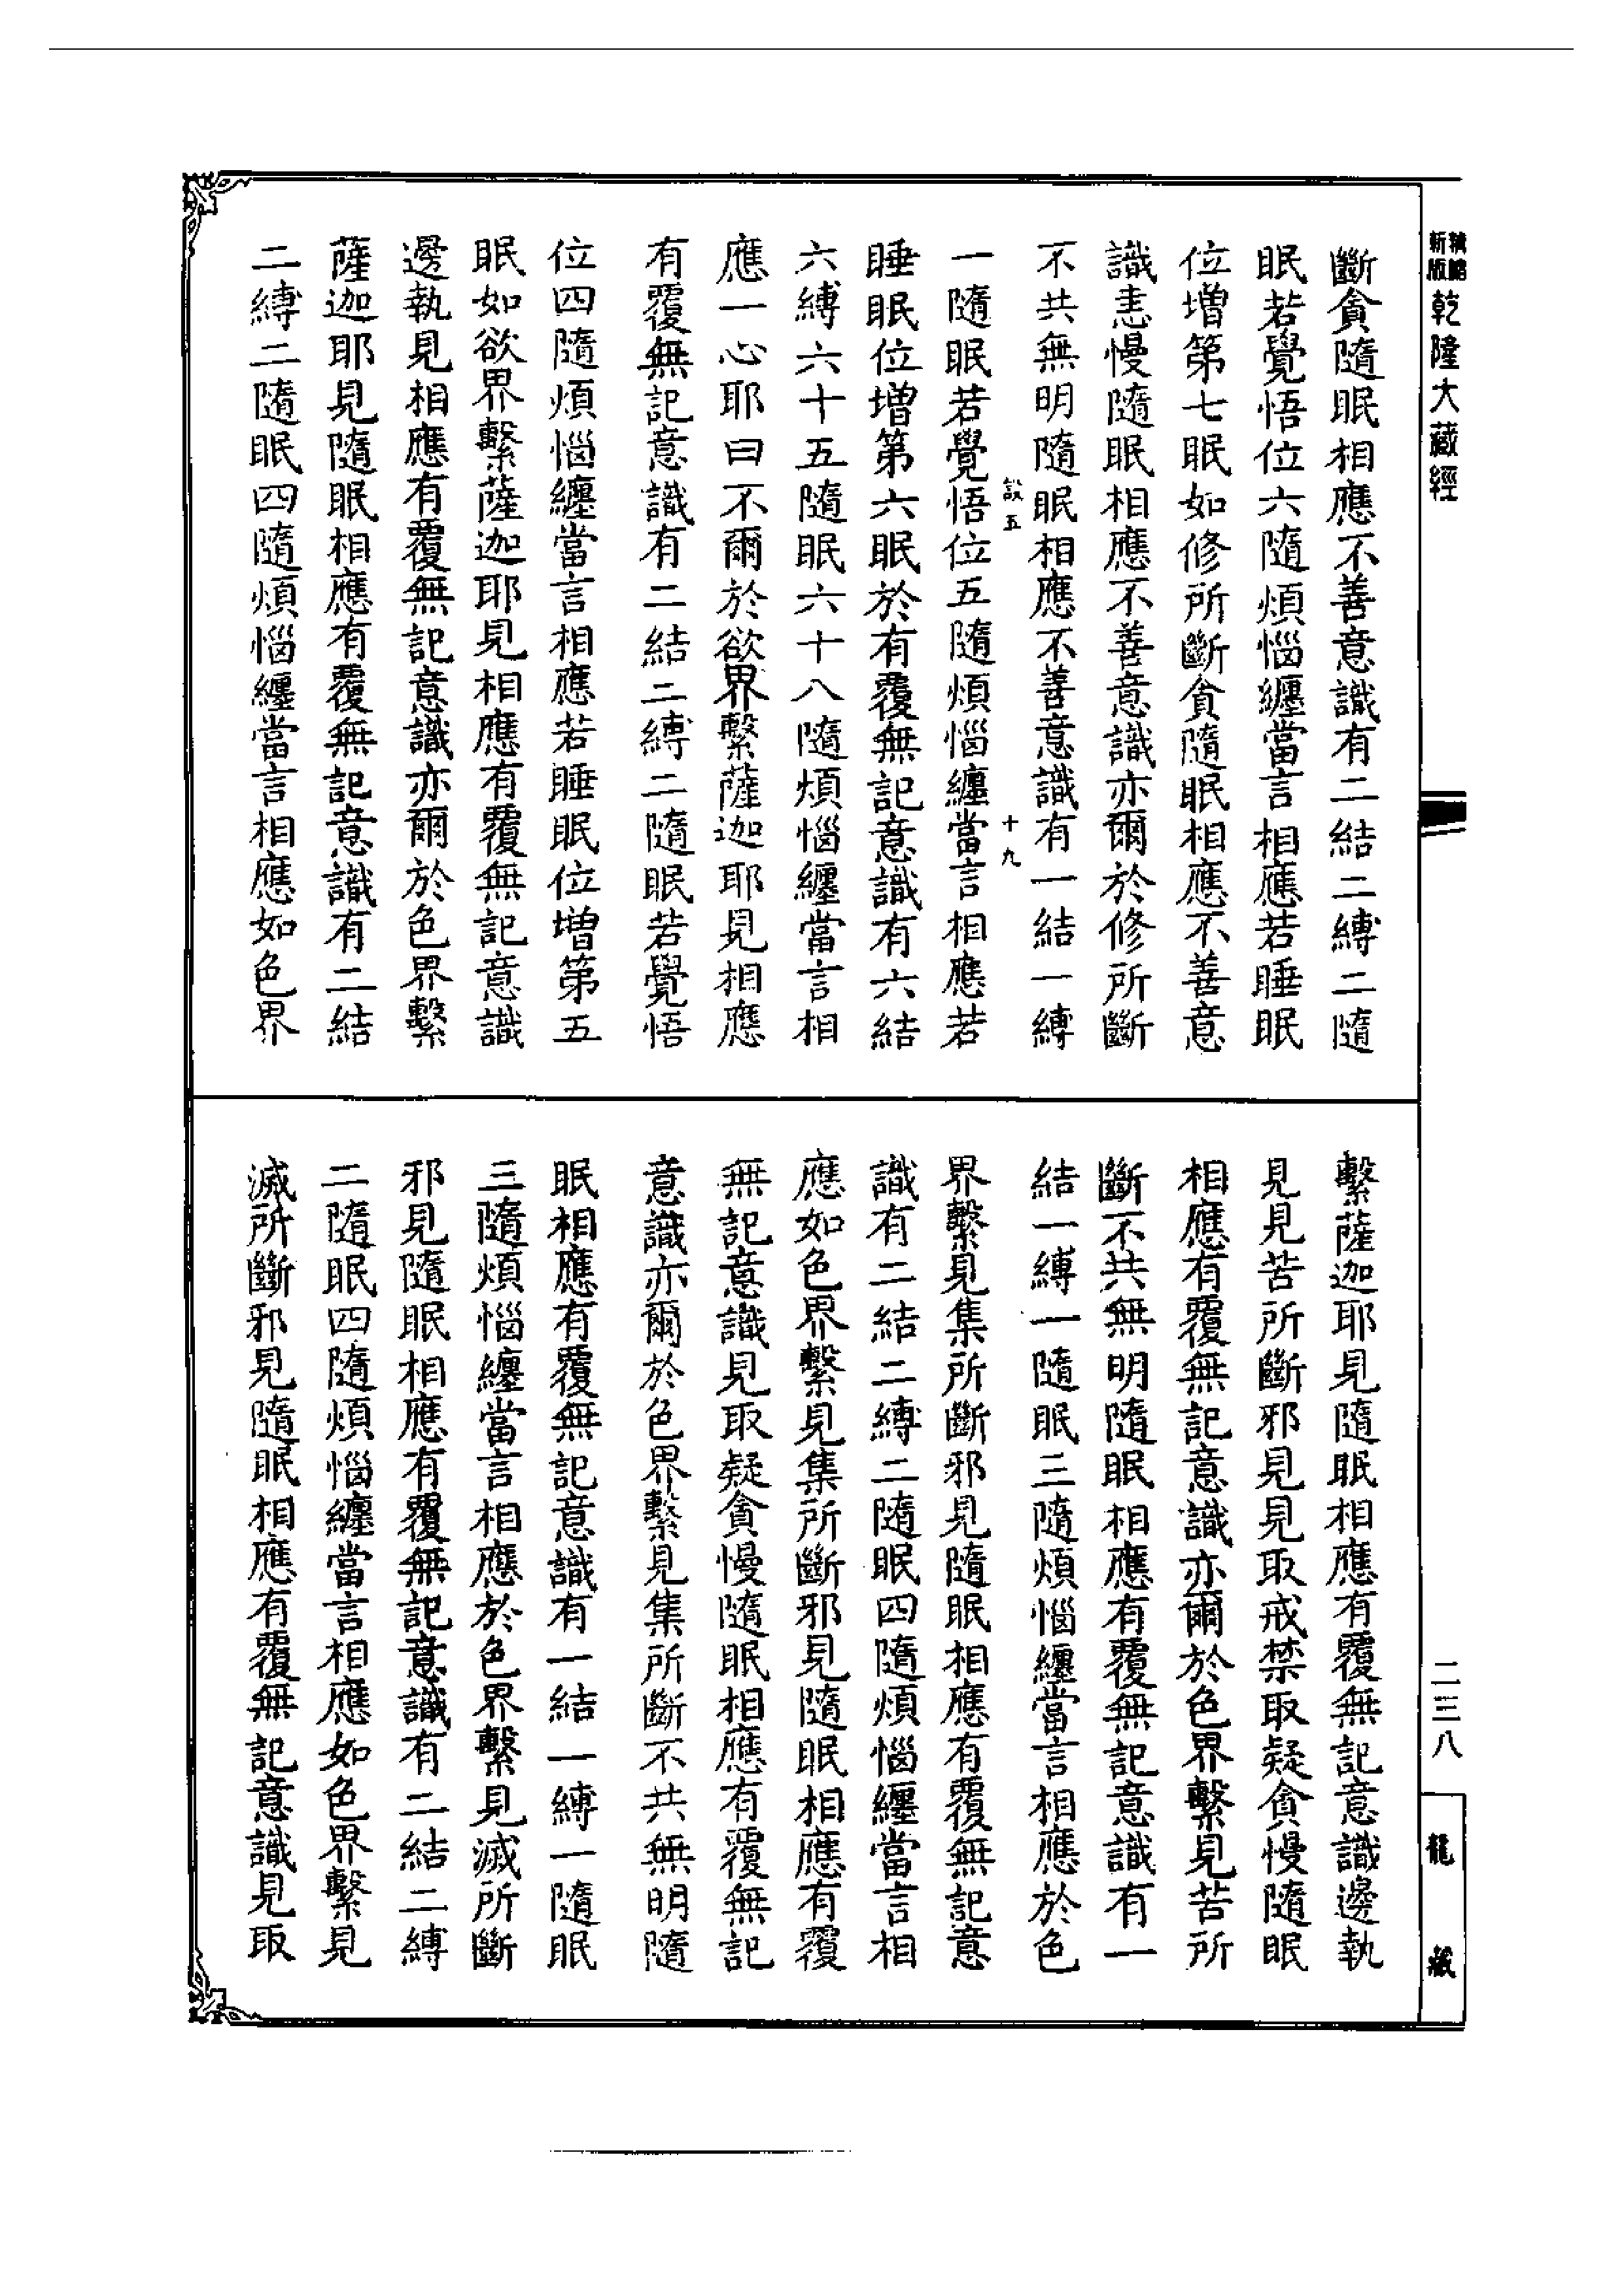 精縮
新版
乾隆大藏經
斷貪隨眠相應不善意識有二結二縛二隨
眠若覺悟位六隨煩惱纏當言相應若睡眠
位增第七眠如修所斷貪隨眠相應不善意
識恚慢隨眠相應不善意識亦爾於修所斷
不共無明隨眠相應不善意識有一結一縛
設五 十九
一隨眠若覺悟位五隨煩惱纏當言相應若
睡眠位增第六眠於有覆無記意識有六結
六縛六十五隨眠六十八隨煩惱纏當言相
應一心耶曰不爾於欲界繫薩迦耶見相應
有覆無記意識有二結二縛二隨眠若覺悟
位四隨煩惱纏當言相應若睡眠位增第五
眠如欲界繫薩迦耶見相應有覆無記意識
邊執見相應有覆無記意識亦爾於色界繫
薩迦耶見隨眠相應有覆無記意識有二結
二縛二隨眠四隨煩惱纏當言相應如色界
繫薩迦耶見隨眠相應有覆無記意識邊執
見見苦所斷邪見見取戒禁取疑貪慢隨眠
相應有覆無記意識亦爾於色界繫見苦所
斷不共無明隨眠相應有覆無記意識有一
結一縛一隨眠三隨煩惱纏當言相應於色
界繫見集所斷邪見隨眠相應有覆無記意
識有二結二縛二隨眠四隨煩惱纏當言相
應如色界繫見集所斷邪見隨眠相應有覆
無記意識見取疑貪慢隨眠相應有覆無記
意識亦爾於色界繫見集所斷不共無明隨
眠相應有覆無記意識有一結一縛一隨眠
三隨煩惱纏當言相應於色界繫見滅所斷
邪見隨眠相應有覆無記意識有二結二縛
二隨眠四隨煩惱纏當言相應如色界繫見
滅所斷邪見隨眠相應有覆無記意識見取
二三八
龍藏